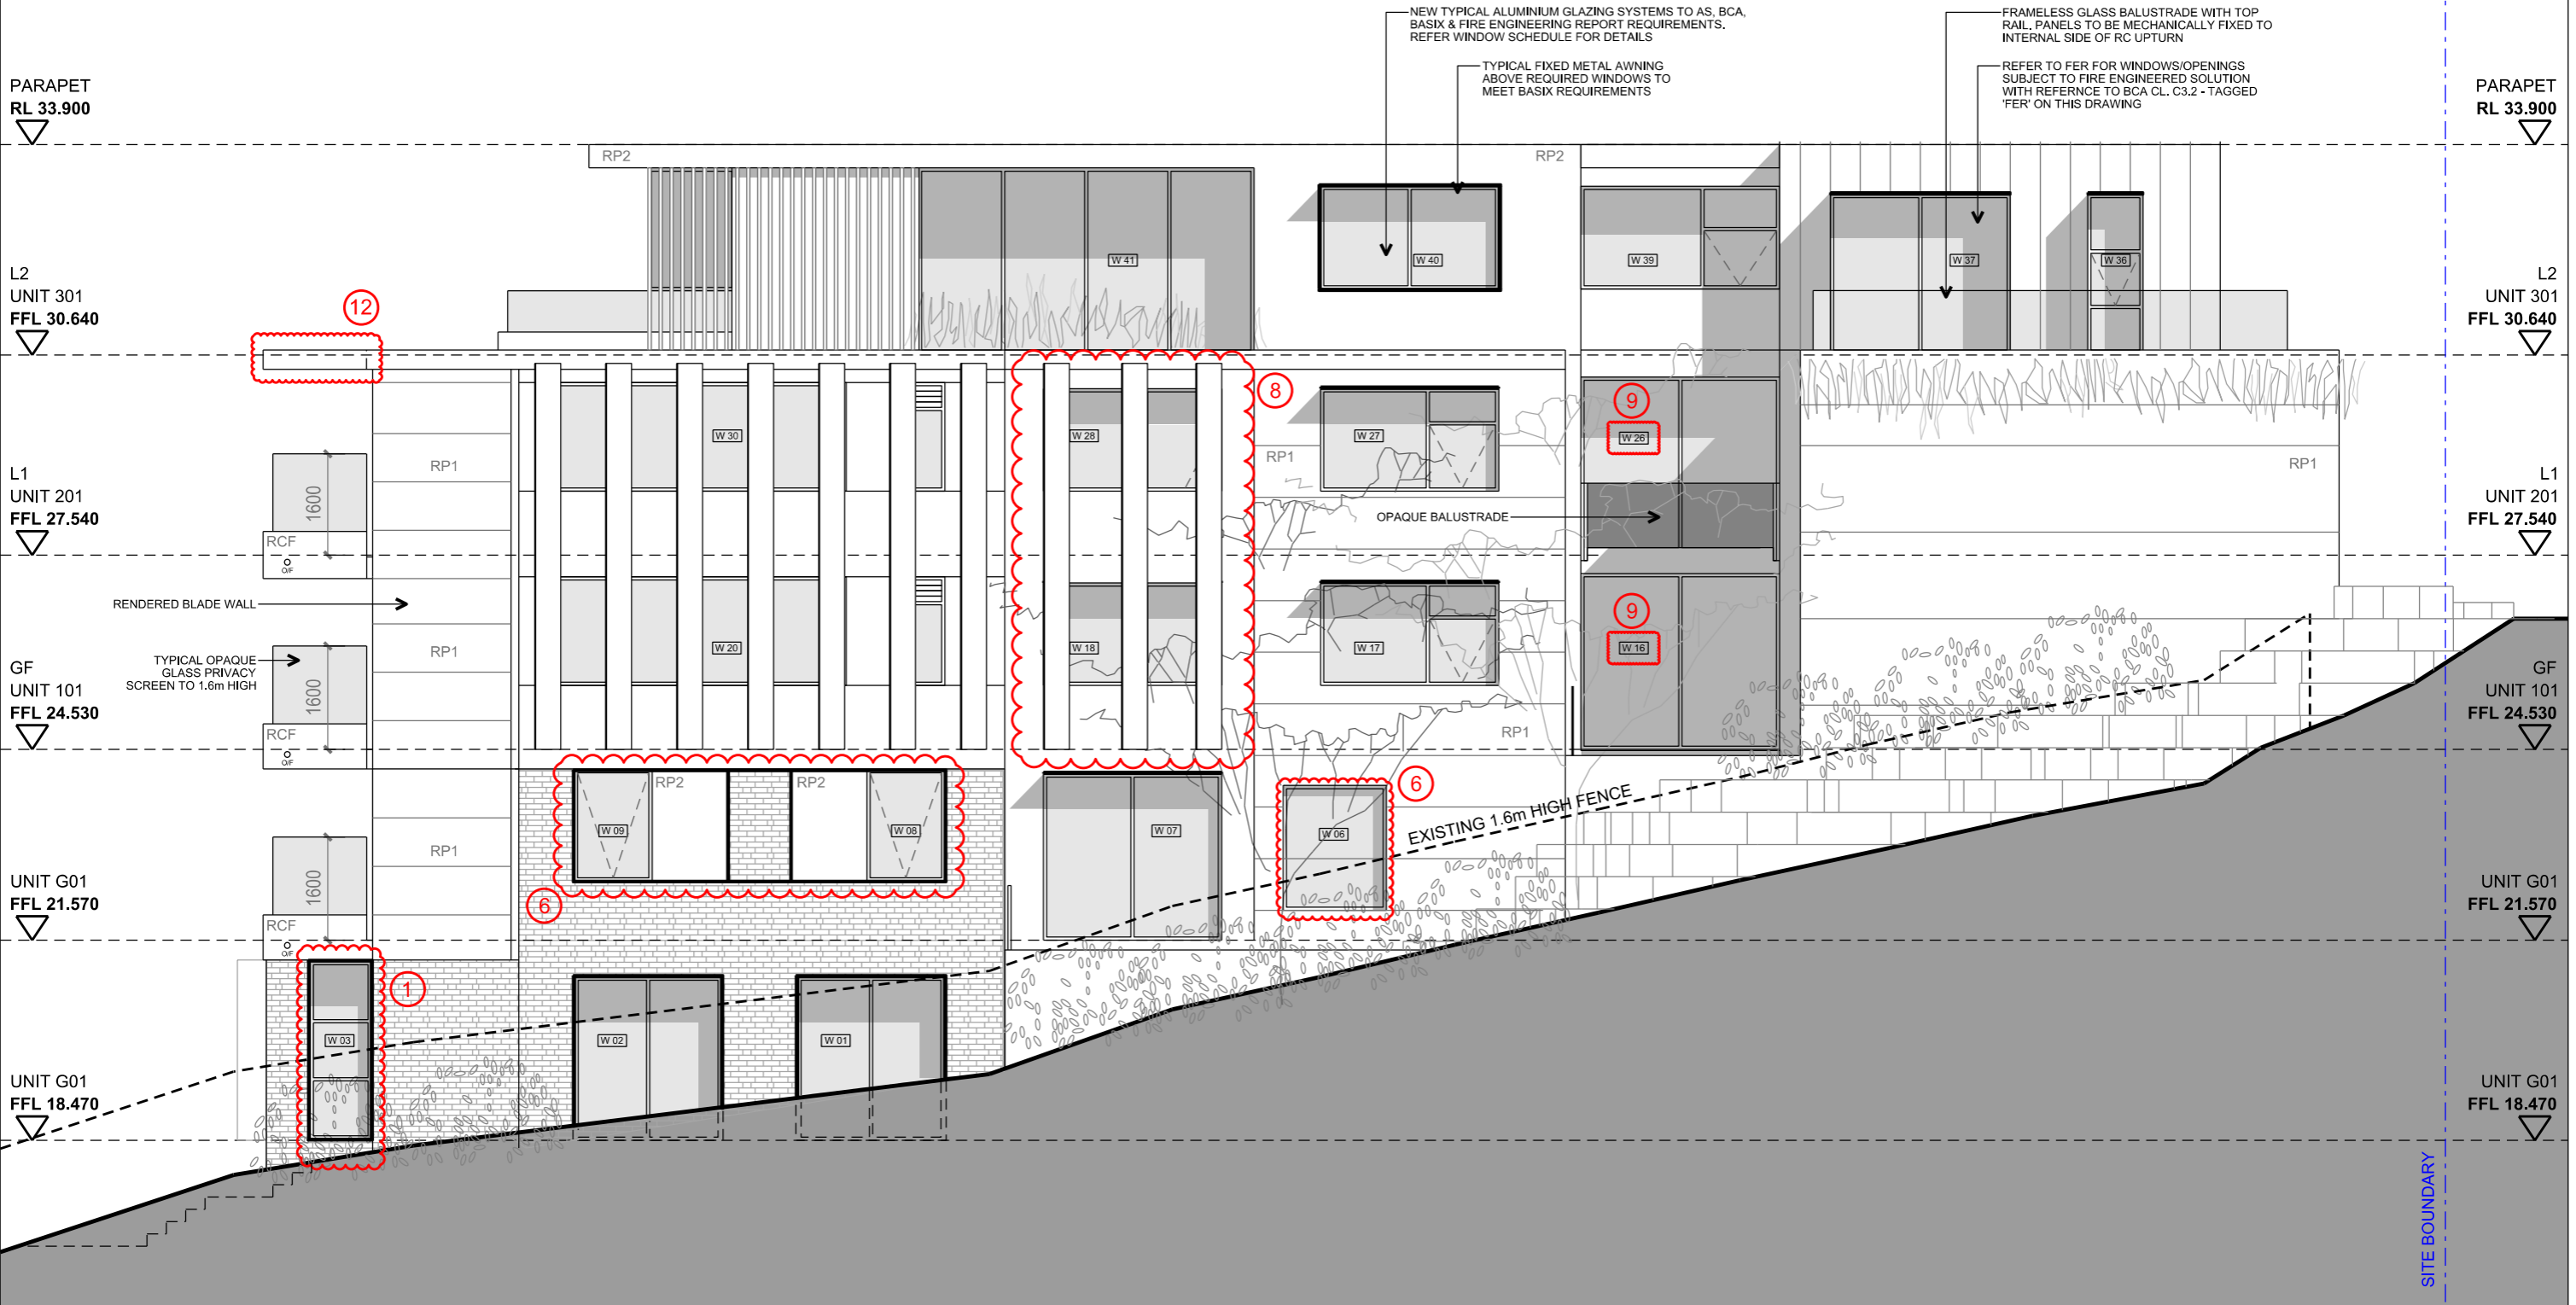 NEW TYPICAL ALUMINIUM GLAZING SYSTEMS TO AS, BCA,
BASIX & FIRE ENGINEERING REPORT REQUIREMENTS.
REFER WINDOW SCHEDULE FOR DETAILS
FRAMELESS GLASS BALUSTRADE WITH TOP
RAIL. PANELS TO BE MECHANICALLY FIXED TO
INTERNAL SIDE OF RC UPTURN
TYPICAL FIXED METAL AWNING
ABOVE REQUIRED WINDOWS TO
MEET BASIX REQUIREMENTS
REFER TO FER FOR WINDOWS/OPENINGS
SUBJECT TO FIRE ENGINEERED SOLUTION
WITH REFERNCE TO BCA CL. C3.2 - TAGGED
'FER' ON THIS DRAWING
PARAPET
RL 33.900
PARAPET
RL 33.900
RP2
RP2
W 41
W 40
W 39
W 37
W 36
L2
UNIT 301
FFL 30.640
12
L2
UNIT 301
FFL 30.640
8
9
W 30
W 28
W 27
W 26
RP1
RP1
RP1
L1
UNIT 201
FFL 27.540
1600
RCF
O/F
OPAQUE BALUSTRADE
L1
UNIT 201
FFL 27.540
RENDERED BLADE WALL
9
TYPICAL OPAQUE
GLASS PRIVACY
SCREEN TO 1.6m HIGH
RP1
W 20
W 18
W 17
W 16
GF
UNIT 101
FFL 24.530
1600
RCF
O/F
RP1
GF
UNIT 101
FFL 24.530
RP2
RP2
6
W 09
W 08
W 07
W 06
EXISTING 1.6m HIGH FENCE
RP1
UNIT G01
FFL 21.570
1600
RCF
O/F
6
UNIT G01
FFL 21.570
1
W 03
W 02
W 01
UNIT G01
FFL 18.470
UNIT G01
FFL 18.470
SITE BOUNDARY